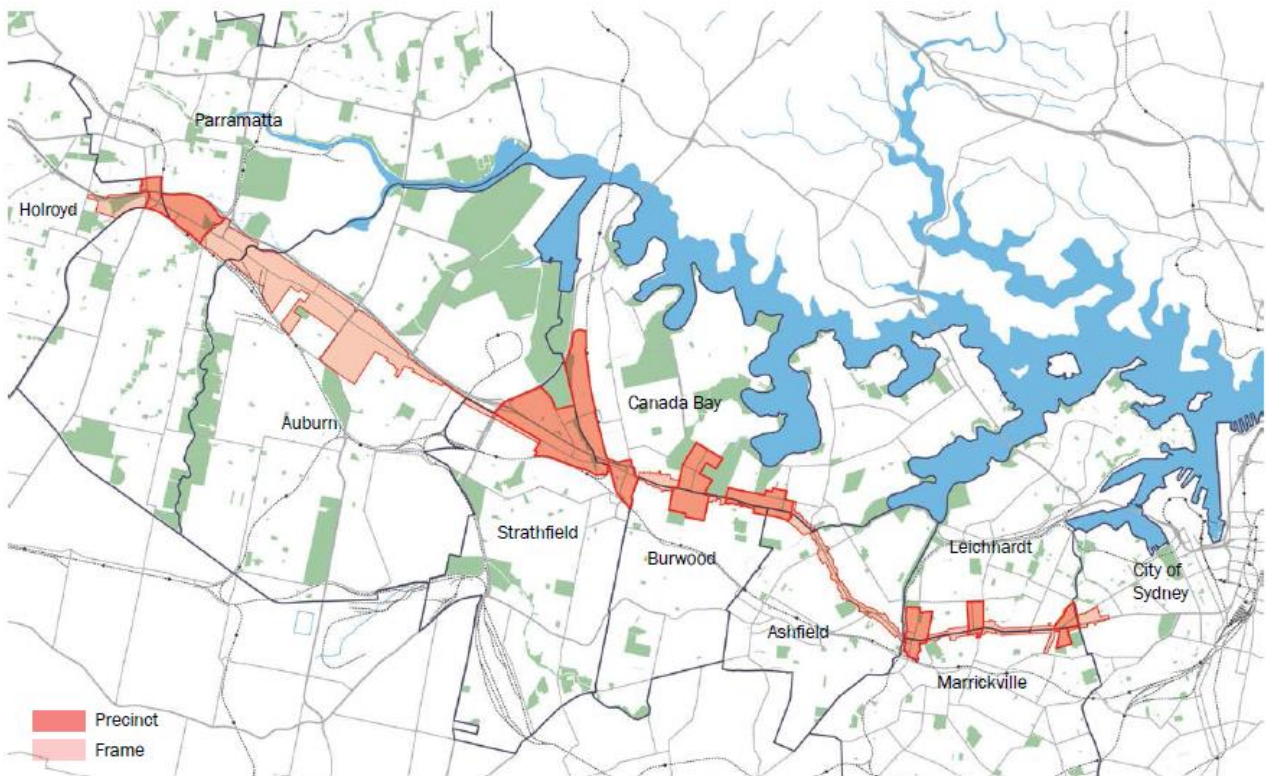 Parramatta
Holroyd
Canada Bay
Auburn
Strathfield
Burwood
Leichhardt
City of
Sydney
Ashfield
Marrickville
Precinct
Frame